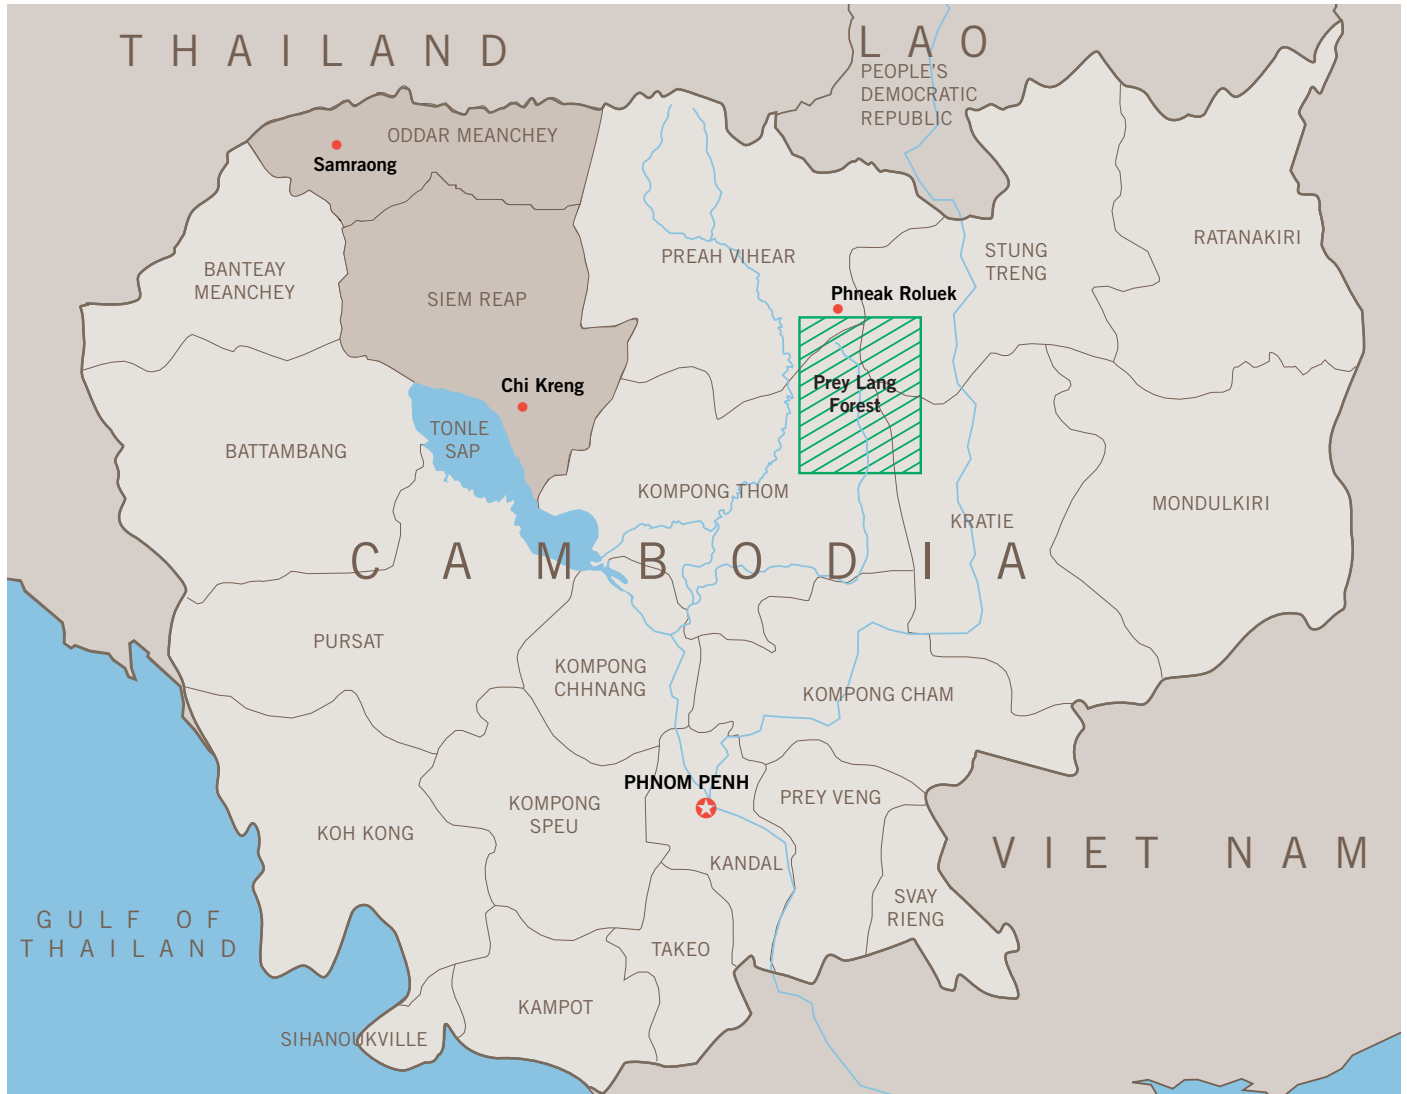 THAILAND
LAO
PEOPLE'S
DEMOCRATIC
REPUBLIC
ODDAR MEANCHEY
Samraong
BANTEAY
MEANCHEY
SIEM REAP
PREAH VIHEAR
STUNG
TRENG
RATANAKIRI
Phneak Roluek
Prey Lang
Forest
Chi Kreng
TONLE
SAP
BATTAMBANG
KOMPONG THOM
KRATIE
MONDULKIRI
CAMBODIA
PURSAT
KOMPONG
CHHNANG
KOMPONG CHAM
PHNOM PENH
KOMPONG
SPEU
PREY VENG
KOH KONG
KANDAL
VIET NAM
SVAY
RIENG
GULF OF
THAILAND
TAKEO
KAMPOT
SIHANOUKVILLE